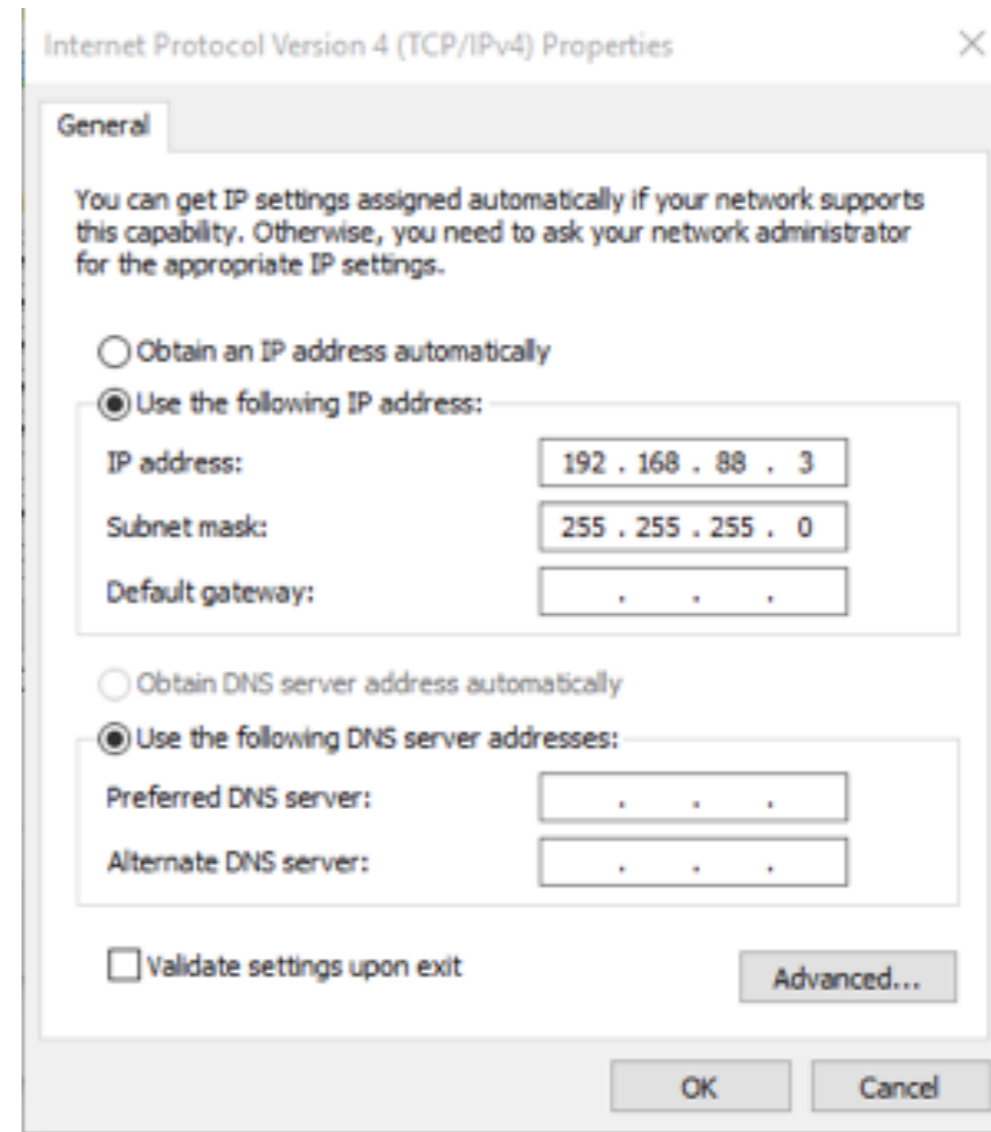 Internet Protocol Version 4 (TCP/IPv4) Properties
General
You can get IP settings assigned automatically if your network supports
this capability. Otherwise, you need to ask your network administrator
for the appropriate IP settings.
Obtain an IP address automatically
Use the following IP address:
IP address: 192 . 168 . 88 . 3
Subnet mask: 255 . 255 . 255 . 0
Default gateway: . . .
Obtain DNS server address automatically
Use the following DNS server addresses:
Preferred DNS server: . . .
Alternate DNS server: . . .
Validate settings upon exit
Advanced...
OK Cancel